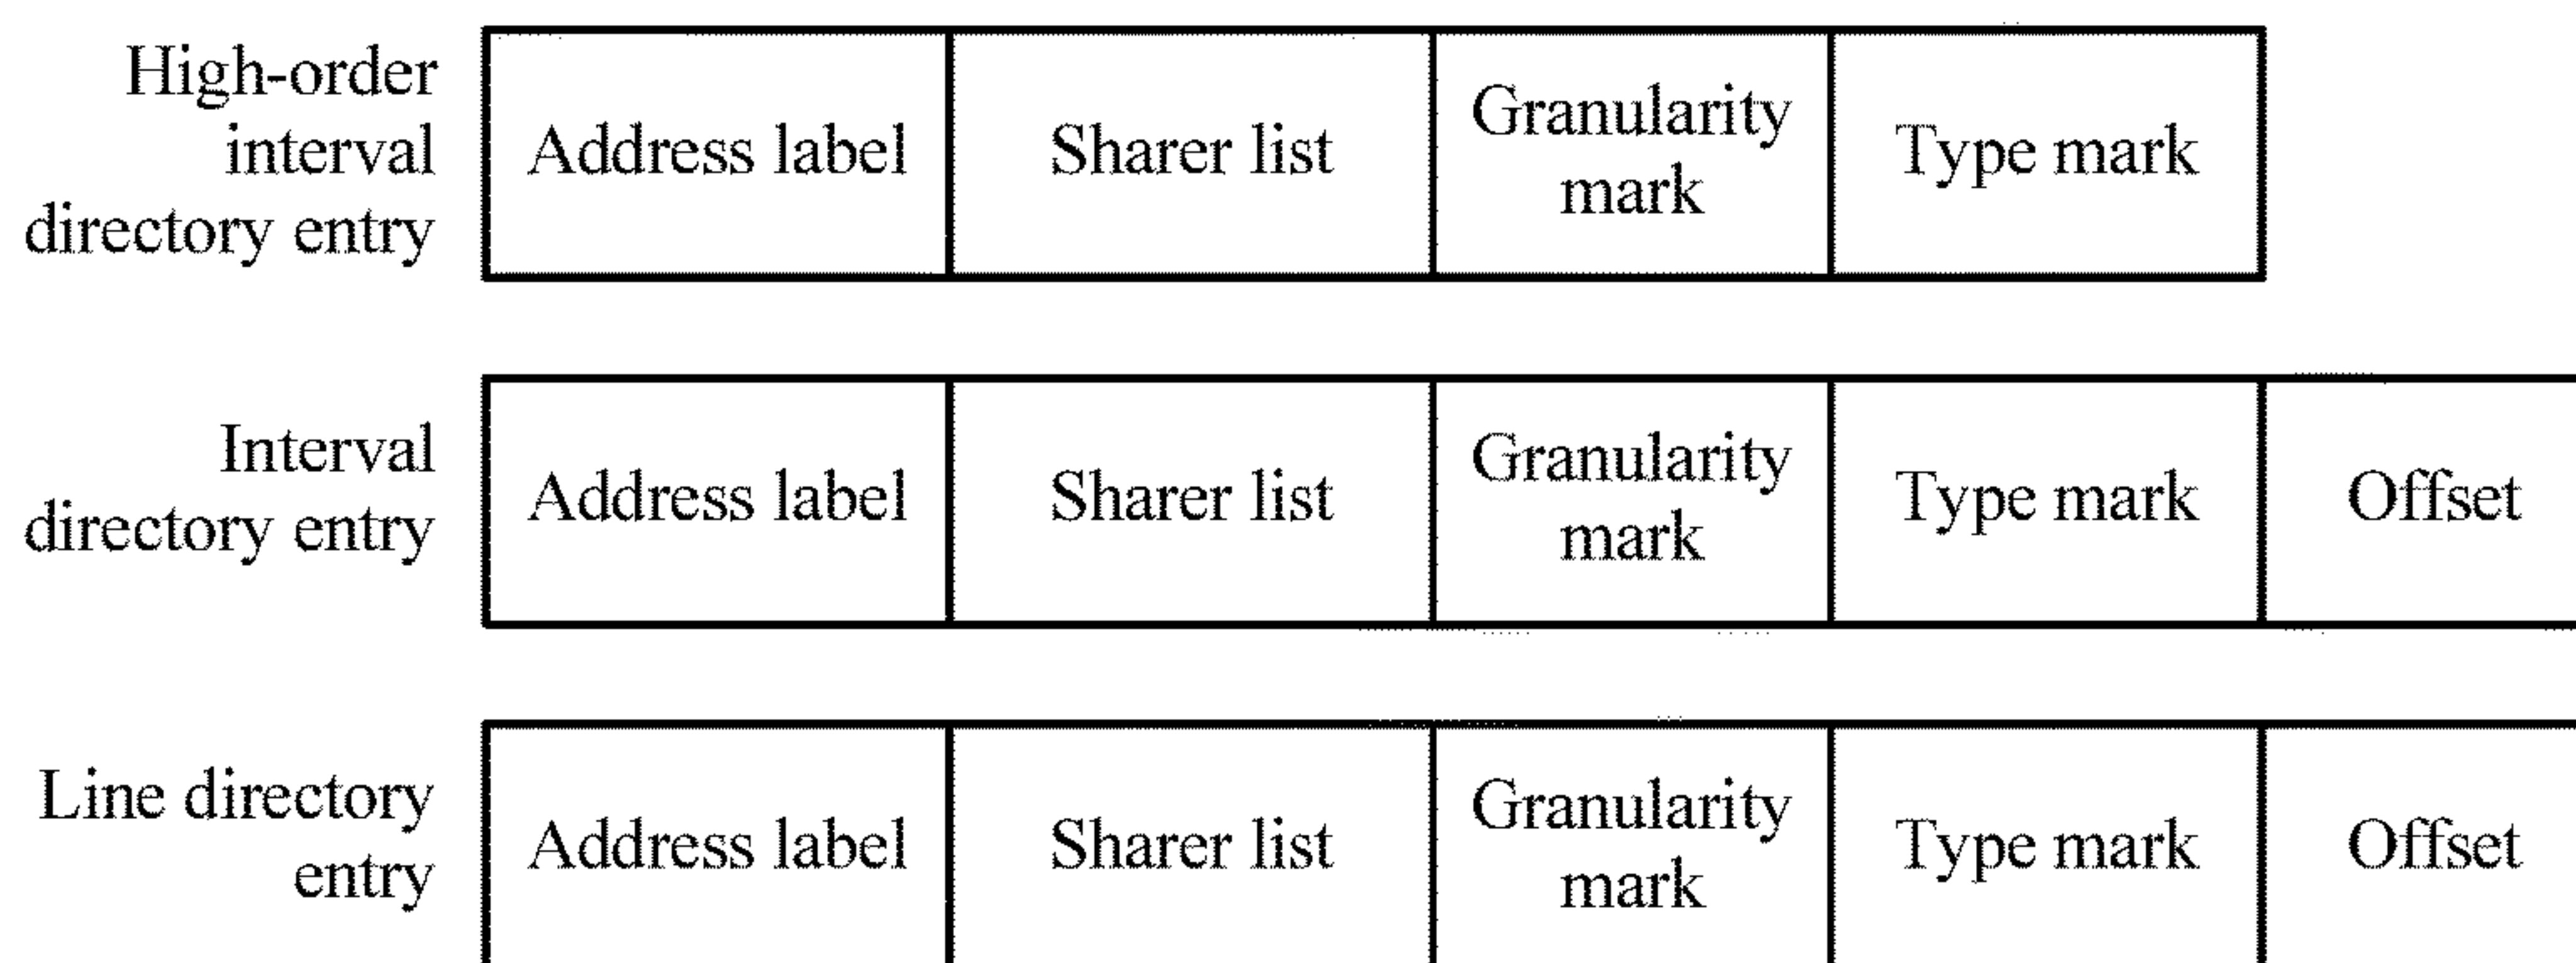 High-order
interval
directory entry
Address label
Sharer list
Granularity
mark
Type mark
Interval
directory entry
Address label
Sharer list
Granularity
mark
Type mark
Offset
Line directory
entry
Address label
Sharer list
Granularity
mark
Type mark
Offset